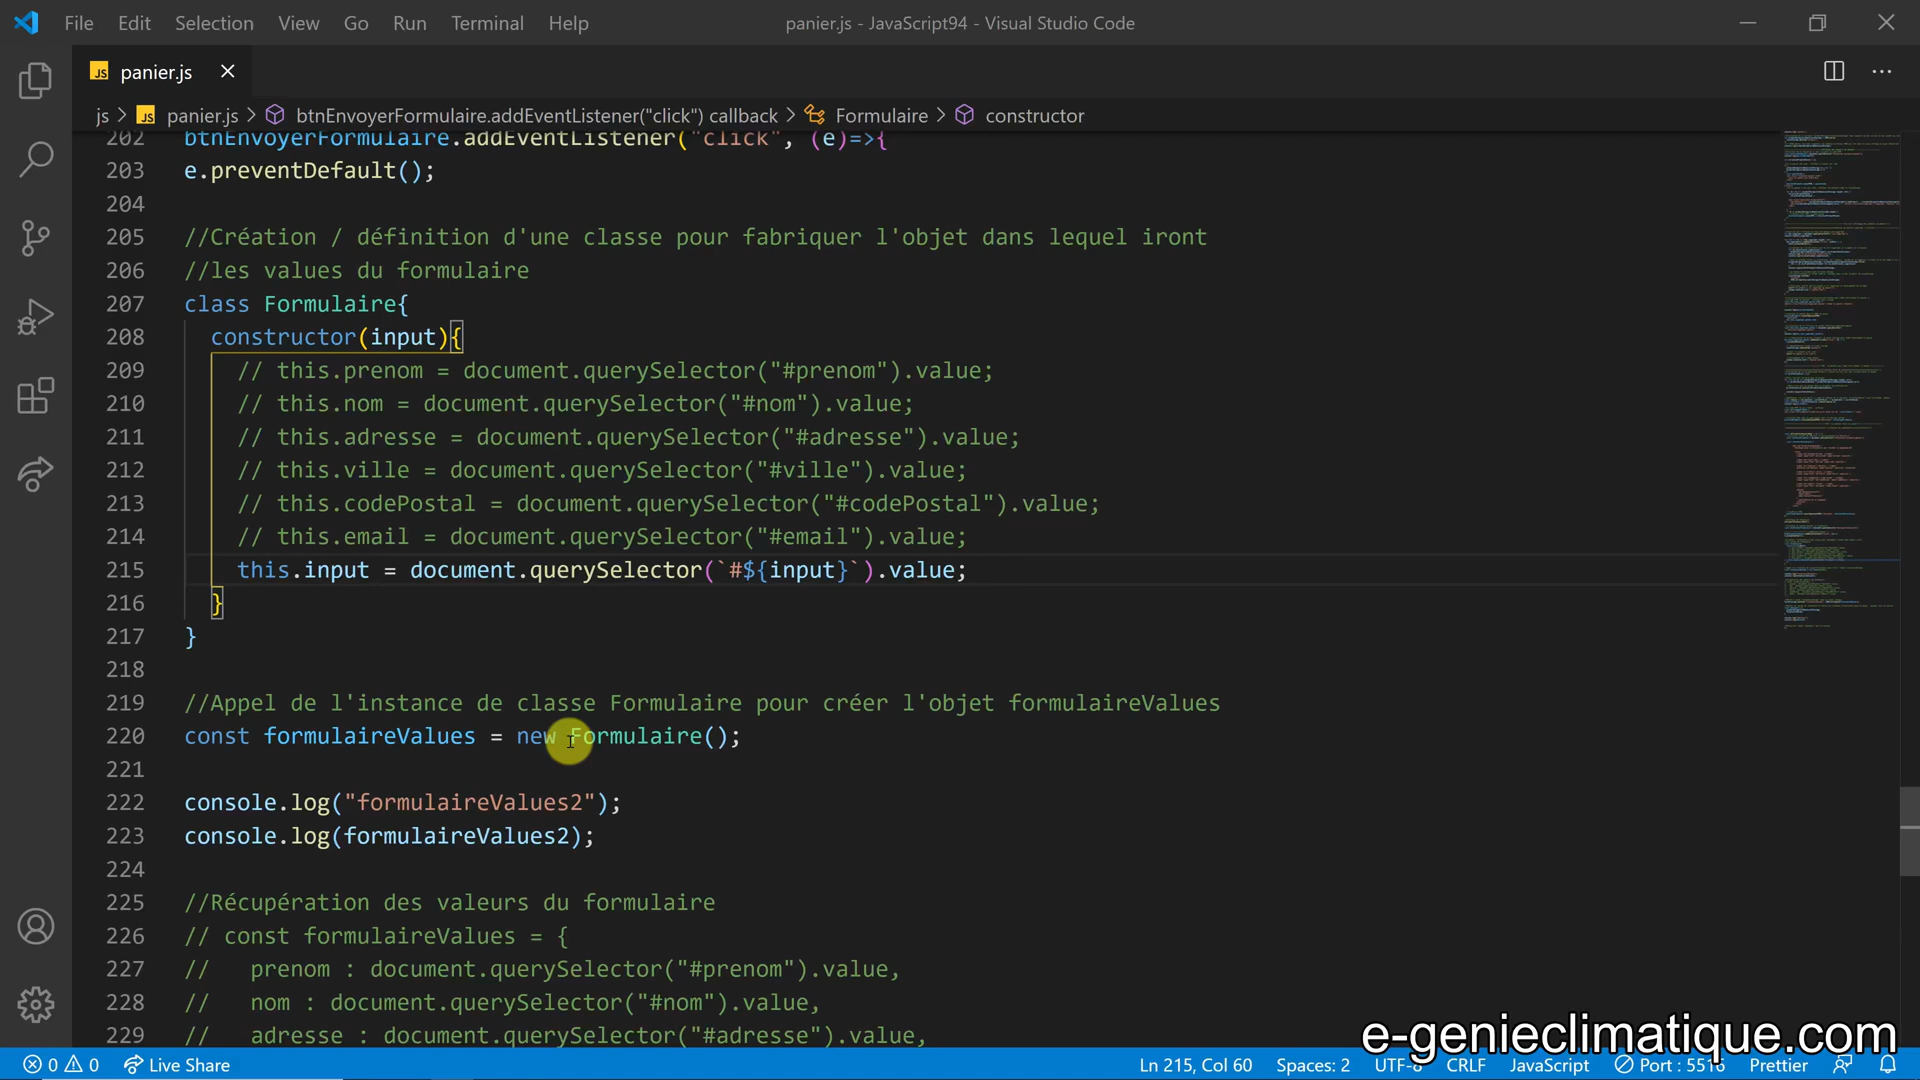 File Edit Selection View Go Run Terminal Help
panier.js - JavaScript94 - Visual Studio Code
JS panier.js
js > JS panier.js > btnEnvoyerFormulaire.addEventListener("click") callback > Formulaire > constructor
202 btnEnvoyerFormulaire.addEventListener("click", (e)=>{
203 e.preventDefault();
204
205 //Création / définition d'une classe pour fabriquer l'objet dans lequel iront
206 //les values du formulaire
207 class Formulaire{
208 constructor(input){
209 // this.prenom = document.querySelector("#prenom").value;
210 // this.nom = document.querySelector("#nom").value;
211 // this.adresse = document.querySelector("#adresse").value;
212 // this.ville = document.querySelector("#ville").value;
213 // this.codePostal = document.querySelector("#codePostal").value;
214 // this.email = document.querySelector("#email").value;
215 this.input = document.querySelector(`#${input}`).value;
216 }
217 }
218
219 //Appel de l'instance de classe Formulaire pour créer l'objet formulaireValues
220 const formulaireValues = new Formulaire();
221
222 console.log("formulaireValues2");
223 console.log(formulaireValues2);
224
225 //Récupération des valeurs du formulaire
226 // const formulaireValues = {
227 // prenom : document.querySelector("#prenom").value,
228 // nom : document.querySelector("#nom").value,
229 // adresse : document.querySelector("#adresse").value,
e-genieclimatique.com
0 0 Live Share Ln 215, Col 60 Spaces: 2 UTF-8 CRLF JavaScript Port : 5516 Prettier